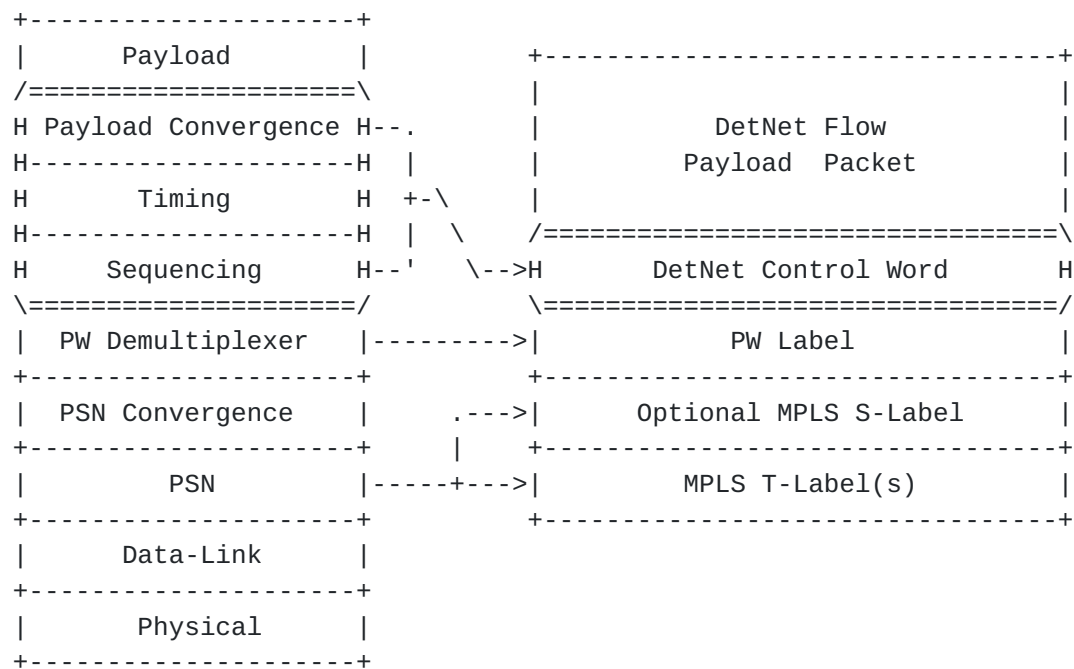 Payload
Payload Convergence
Timing
Sequencing
PW Demultiplexer
PSN Convergence
PSN
Data-Link
Physical
DetNet Flow
Payload Packet
DetNet Control Word
PW Label
Optional MPLS S-Label
MPLS T-Label(s)